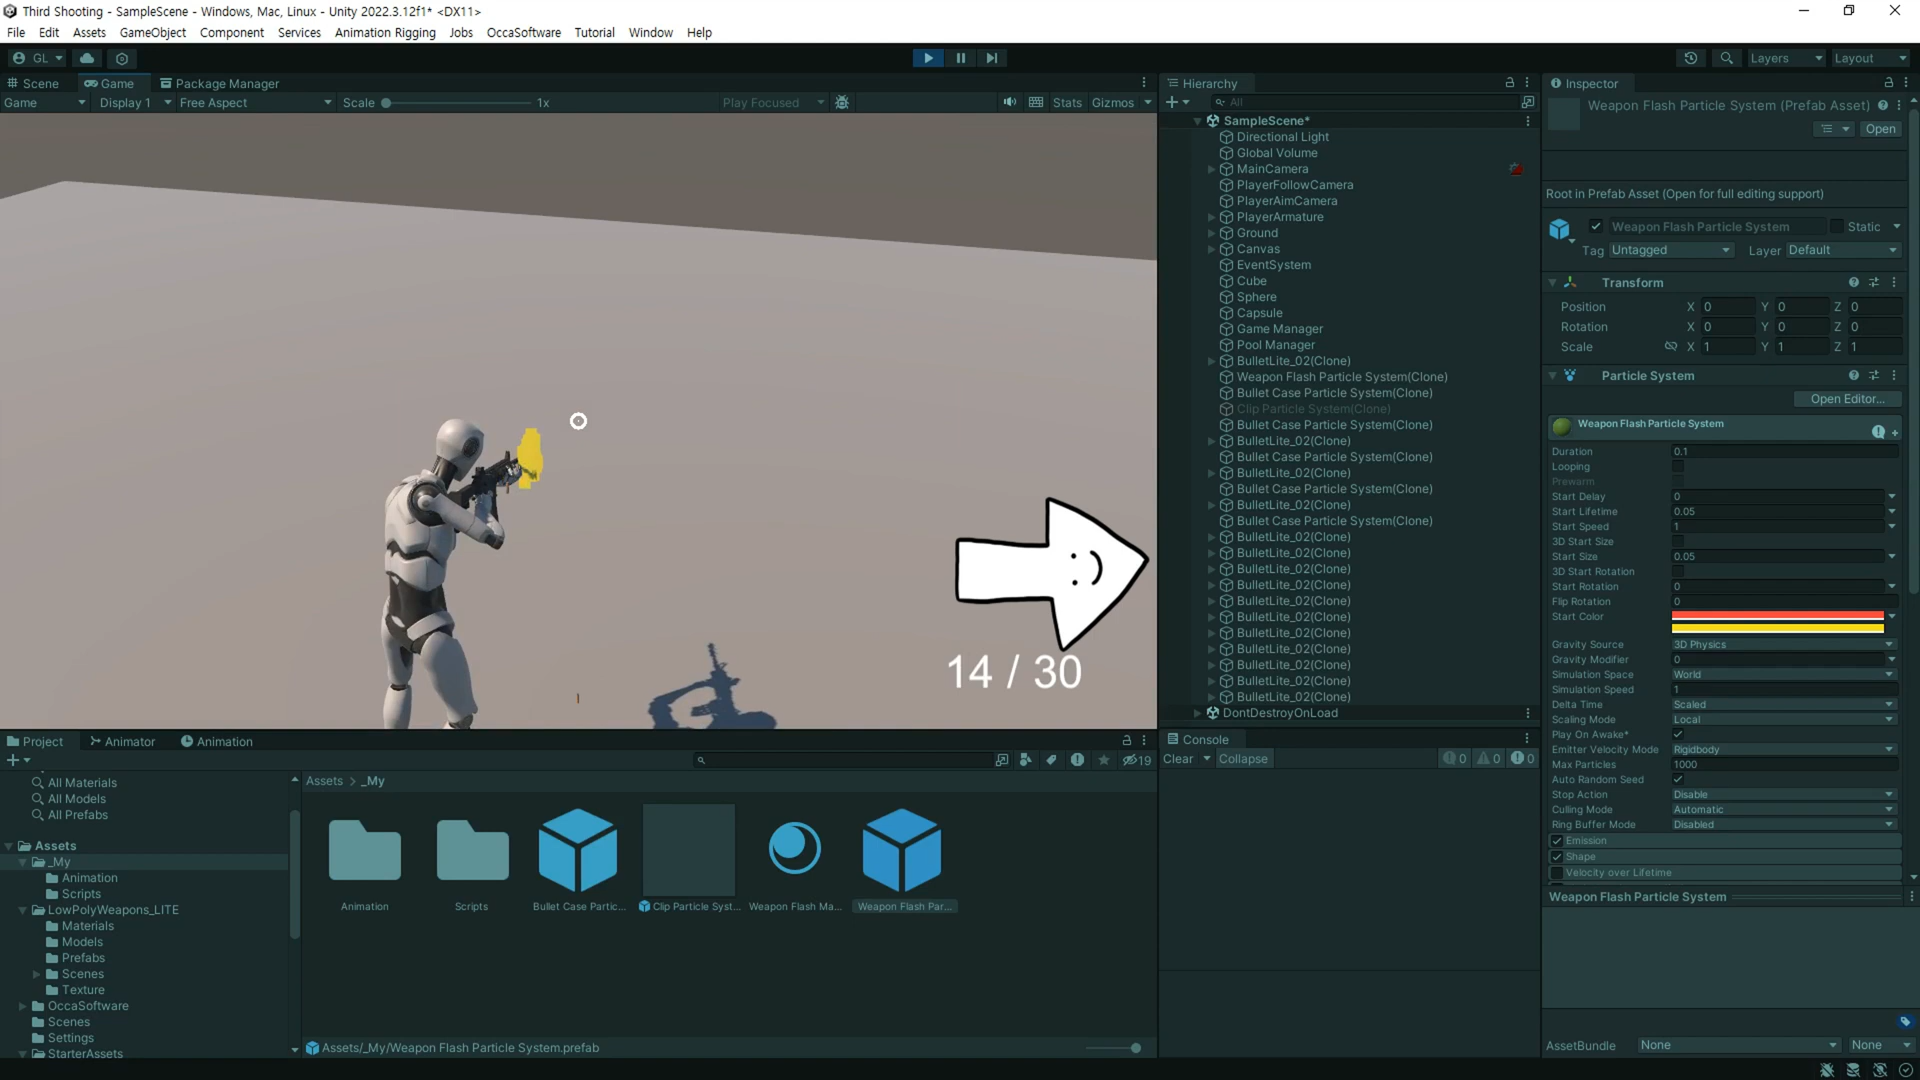 Third Shooting - SampleScene - Windows, Mac, Linux - Unity 2022.3.12f1* <DX11>
File Edit Assets GameObject Component Services Animation Rigging Jobs OccaSoftware Tutorial Window Help
GL Layers Layout
Scene Game Package Manager
Game Display 1 Free Aspect Scale 1x Play Focused Stats Gizmos
14 / 30
Hierarchy
All
SampleScene*
Directional Light
Global Volume
MainCamera
PlayerFollowCamera
PlayerAimCamera
PlayerArmature
Ground
Canvas
EventSystem
Cube
Sphere
Capsule
Game Manager
Pool Manager
BulletLite_02(Clone)
Weapon Flash Particle System(Clone)
Bullet Case Particle System(Clone)
Clip Particle System(Clone)
Bullet Case Particle System(Clone)
BulletLite_02(Clone)
Bullet Case Particle System(Clone)
BulletLite_02(Clone)
Bullet Case Particle System(Clone)
BulletLite_02(Clone)
Bullet Case Particle System(Clone)
BulletLite_02(Clone)
BulletLite_02(Clone)
BulletLite_02(Clone)
BulletLite_02(Clone)
BulletLite_02(Clone)
BulletLite_02(Clone)
BulletLite_02(Clone)
BulletLite_02(Clone)
BulletLite_02(Clone)
BulletLite_02(Clone)
BulletLite_02(Clone)
DontDestroyOnLoad
Inspector
Weapon Flash Particle System (Prefab Asset)
Open
Root in Prefab Asset (Open for full editing support)
Weapon Flash Particle System Static
Tag Untagged Layer Default
Transform
Position X 0 Y 0 Z 0
Rotation X 0 Y 0 Z 0
Scale X 1 Y 1 Z 1
Particle System
Open Editor...
Weapon Flash Particle System
Duration 0.1
Looping
Prewarm
Start Delay 0
Start Lifetime 0.05
Start Speed 1
3D Start Size
Start Size 0.05
3D Start Rotation
Start Rotation 0
Flip Rotation 0
Start Color
Gravity Source 3D Physics
Gravity Modifier 0
Simulation Space World
Simulation Speed 1
Delta Time Scaled
Scaling Mode Local
Play On Awake*
Emitter Velocity Mode Rigidbody
Max Particles 1000
Auto Random Seed
Stop Action Disable
Culling Mode Automatic
Ring Buffer Mode Disabled
Emission
Shape
Velocity over Lifetime
Weapon Flash Particle System
AssetBundle None None
Project Animator Animation
19
All Materials
All Models
All Prefabs
Assets
_My
Animation
Scripts
LowPolyWeapons_LITE
Materials
Models
Prefabs
Scenes
Texture
OccaSoftware
Scenes
Settings
StarterAssets
Assets > _My
Animation Scripts Bullet Case Partic... Clip Particle Syst... Weapon Flash Ma... Weapon Flash Par...
Assets/_My/Weapon Flash Particle System.prefab
Console
Clear Collapse 0 0 0